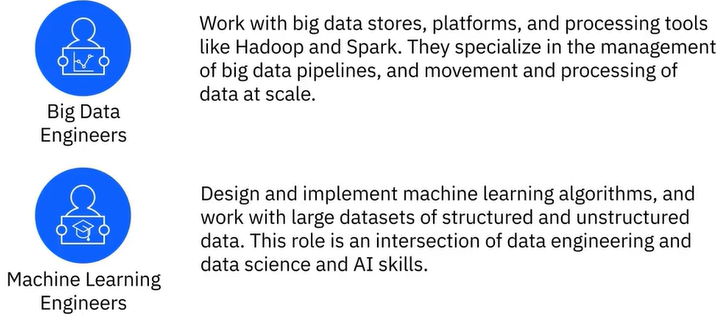 Work with big data stores, platforms, and processing tools
like Hadoop and Spark. They specialize in the management
of big data pipelines, and movement and processing of
data at scale.
Big Data
Engineers
Design and implement machine learning algorithms, and
work with large datasets of structured and unstructured
data. This role is an intersection of data engineering and
data science and AI skills.
Machine Learning
Engineers